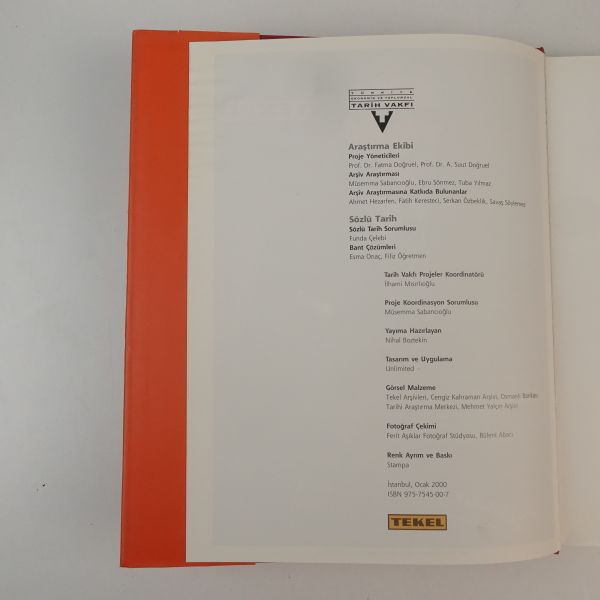 TÜRKİYE
EKONOMİK VE TOPLUMSAL
TARİH VAKFI
Araştırma Ekibi
Proje Yöneticileri
Prof. Dr. Fatma Doğruel, Prof. Dr. A. Suut Doğruel
Arşiv Araştırması
Müsemma Sabancıoğlu, Ebru Sönmez, Tuba Yılmaz
Arşiv Araştırmasına Katkıda Bulunanlar
Ahmet Hezarfen, Fatih Keresteci, Serkan Özbeklik, Savaş Söylemez
Sözlü Tarih
Sözlü Tarih Sorumlusu
Funda Çelebi
Bant Çözümleri
Esma Onaç, Filiz Öğretmen
Tarih Vakfı Projeler Koordinatörü
İlhami Mısırlıoğlu
Proje Koordinasyon Sorumlusu
Müsemma Sabancıoğlu
Yayıma Hazırlayan
Nihal Boztekin
Tasarım ve Uygulama
Unlimited
Görsel Malzeme
Tekel Arşivleri, Cengiz Kahraman Arşivi, Osmanlı Bankası
Tarihi Araştırma Merkezi, Mehmet Yalçın Arşivi
Fotoğraf Çekimi
Ferit Aşıklar Fotoğraf Stüdyosu, Bülent Abacı
Renk Ayrım ve Baskı
Stampa
İstanbul, Ocak 2000
ISBN 975-7545-00-7
TEKEL